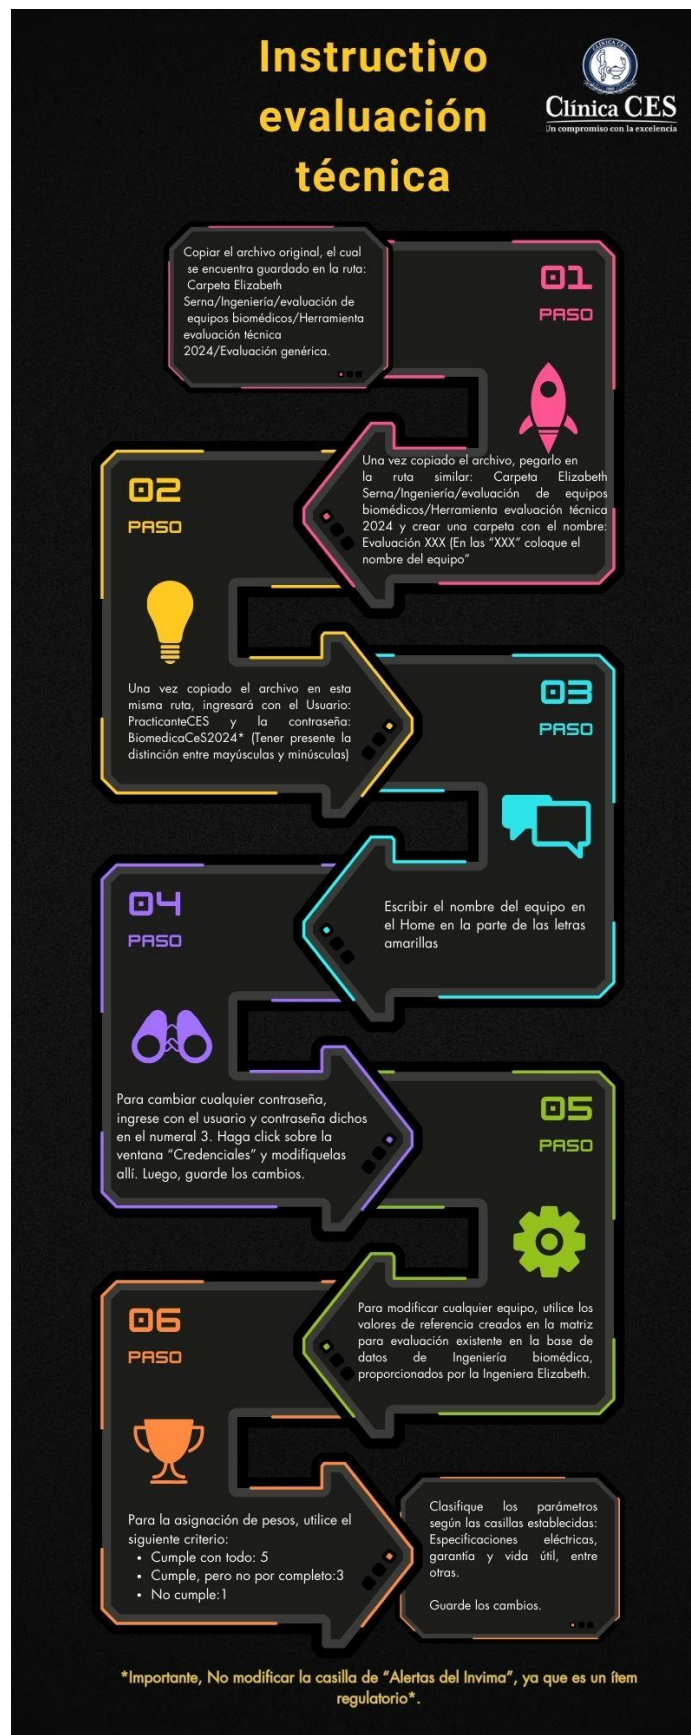 Instructivo
evaluación
técnica
CLÍNICA CES
Clínica CES
Un compromiso con la excelencia
Copiar el archivo original, el cual
se encuentra guardado en la ruta:
Carpeta Elizabeth
Serna/Ingeniería/evaluación de
equipos biomédicos/Herramienta
evaluación técnica
2024/Evaluación genérica.
01
PASO
Una vez copiado el archivo, pegarlo en
la ruta similar: Carpeta Elizabeth
Serna/Ingeniería/evaluación de equipos
biomédicos/Herramienta evaluación técnica
2024 y crear una carpeta con el nombre:
Evaluación XXX (En las “XXX” coloque el
nombre del equipo”
02
PASO
Una vez copiado el archivo en esta
misma ruta, ingresará con el Usuario:
PracticanteCES y la contraseña:
BiomedicaCeS2024* (Tener presente la
distinción entre mayúsculas y minúsculas)
03
PASO
Escribir el nombre del equipo en
el Home en la parte de las letras
amarillas
04
PASO
Para cambiar cualquier contraseña,
ingrese con el usuario y contraseña dichos
en el numeral 3. Haga click sobre la
ventana “Credenciales” y modifíquelas
allí. Luego, guarde los cambios.
05
PASO
Para modificar cualquier equipo, utilice los
valores de referencia creados en la matriz
para evaluación existente en la base de
datos de Ingeniería biomédica,
proporcionados por la Ingeniera Elizabeth.
06
PASO
Para la asignación de pesos, utilice el
siguiente criterio:
• Cumple con todo: 5
• Cumple, pero no por completo:3
• No cumple:1
Clasifique los parámetros
según las casillas establecidas:
Especificaciones eléctricas,
garantía y vida útil, entre
otras.
Guarde los cambios.
*Importante, No modificar la casilla de “Alertas del Invima”, ya que es un ítem
regulatorio*.